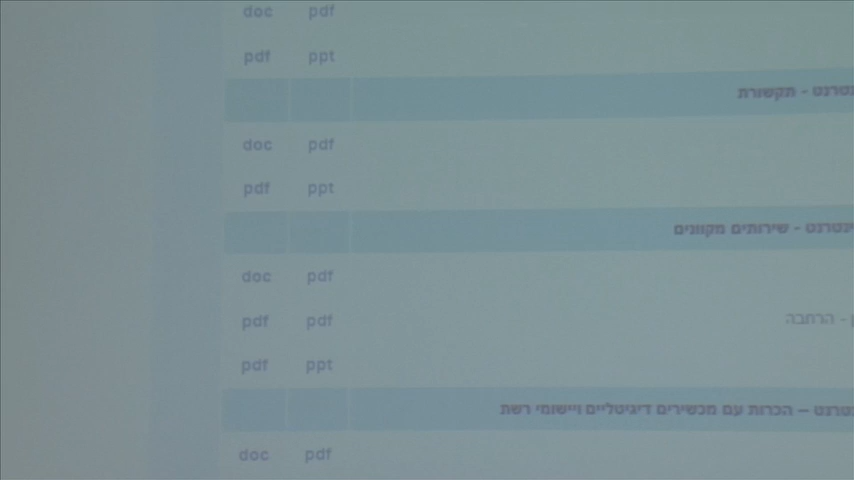 doc pdf
pdf ppt
- תקשורת
doc pdf
pdf ppt
- שירותים מקוונים
doc pdf
- הרחבה
pdf pdf
pdf ppt
– הכרות עם מכשירים דיגיטליים ויישומי רשת
doc pdf